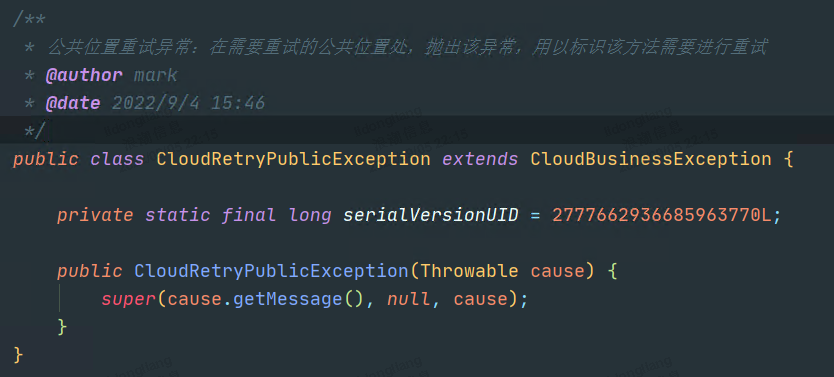 /**
 * 公共位置重试异常：在需要重试的公共位置处，抛出该异常，用以标识该方法需要进行重试
 * @author mark
 * @date 2022/9/4 15:46
 */
public class CloudRetryPublicException extends CloudBusinessException {
    private static final long serialVersionUID = 2777662936685963770L;
    public CloudRetryPublicException(Throwable cause) {
        super(cause.getMessage(), null, cause);
    }
}